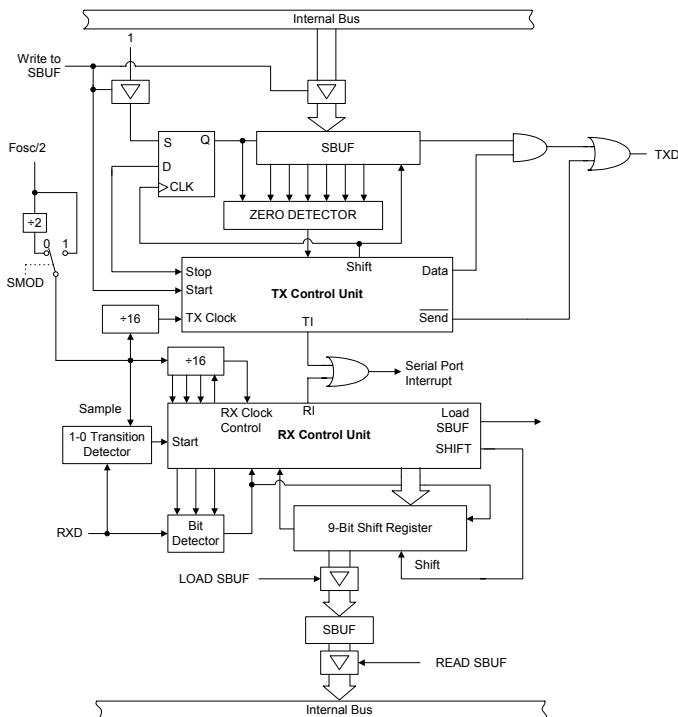 Internal Bus
1
Write to
SBUF
S
Q
D
CLK
SBUF
TXD
Fosc/2
÷2
0 1
SMOD
ZERO DETECTOR
Shift
Stop
Start
TX Control Unit
Data
Send
÷16
TX Clock
TI
÷16
Serial Port
Interrupt
Sample
RX Clock
Control
RI
Load
SBUF
1-0 Transition
Detector
Start
RX Control Unit
SHIFT
RXD
Bit
Detector
9-Bit Shift Register
Shift
LOAD SBUF
SBUF
READ SBUF
Internal Bus